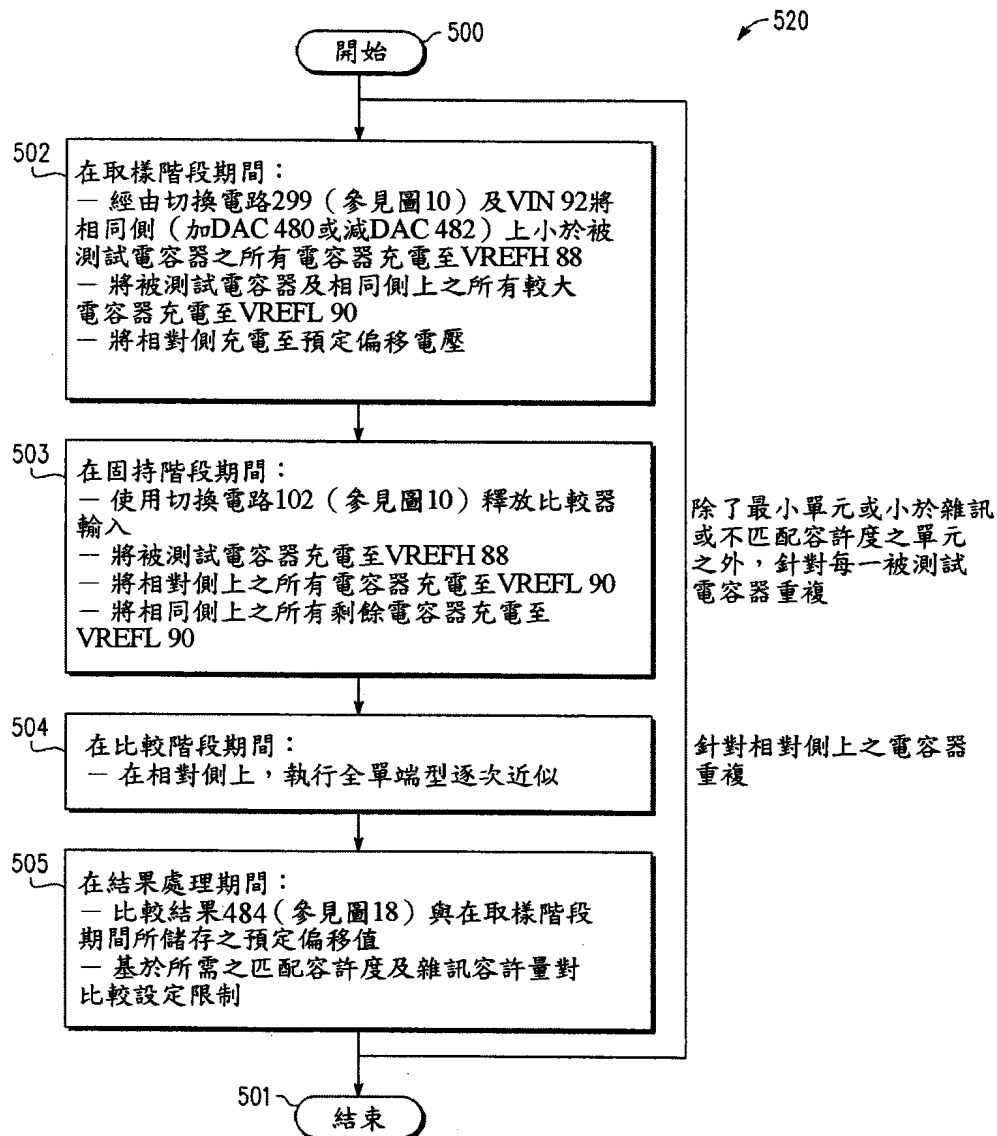 520
開始
500
502
在取樣階段期間：
－經由切換電路299（參見圖10）及VIN 92將
相同側（加DAC 480或減DAC 482）上小於被
測試電容器之所有電容器充電至VREFH 88
－將被測試電容器及相同側上之所有較大
電容器充電至VREFL 90
－將相對側充電至預定偏移電壓
503
在固持階段期間：
－使用切換電路102（參見圖10）釋放比較器
輸入
－將被測試電容器充電至VREFH 88
－將相對側上之所有電容器充電至VREFL 90
－將相同側上之所有剩餘電容器充電至
VREFL 90
除了最小單元或小於雜訊
或不匹配容許度之單元
之外，針對每一被測試
電容器重複
504
在比較階段期間：
－在相對側上，執行全單端型逐次近似
針對相對側上之電容器
重複
505
在結果處理期間：
－比較結果484（參見圖18）與在取樣階段
期間所儲存之預定偏移值
－基於所需之匹配容許度及雜訊容許量對
比較設定限制
501
結束